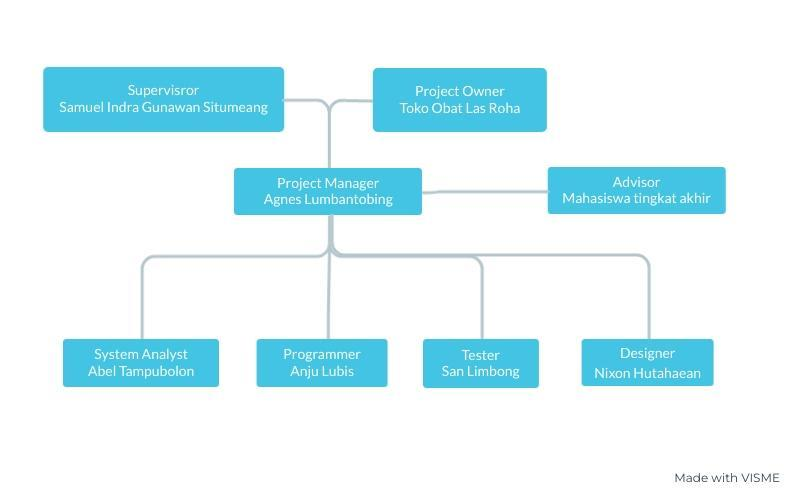 Supervisror
Samuel Indra Gunawan Situmeang
Project Owner
Toko Obat Las Roha
Project Manager
Agnes Lumbantobing
Advisor
Mahasiswa tingkat akhir
System Analyst
Abel Tampubolon
Programmer
Anju Lubis
Tester
San Limbong
Designer
Nixon Hutahaean
Made with VISME